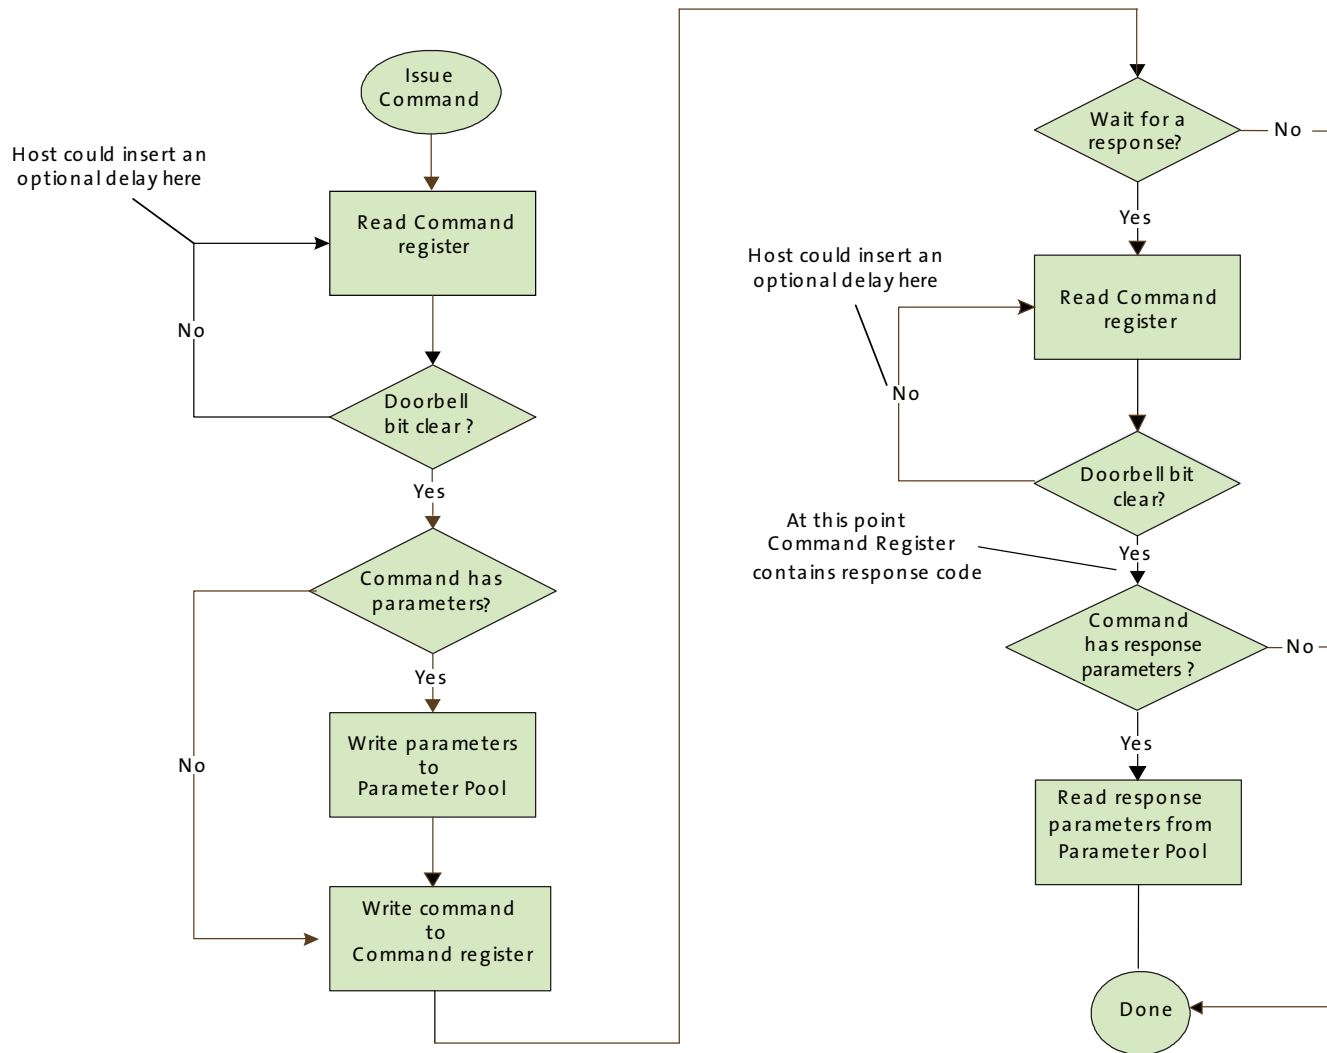 Issue
Command
Host could insert an
optional delay here
Read Command
register
No
Doorbell
bit clear ?
Yes
Command has
parameters?
Yes
No
Write parameters
to
Parameter Pool
Write command
to
Command register
Wait for a
response?
No
Yes
Host could insert an
optional delay here
Read Command
register
No
Doorbell bit
clear?
At this point
Command Register
contains response code
Yes
Command
has response
parameters ?
No
Yes
Read response
parameters from
Parameter Pool
Done